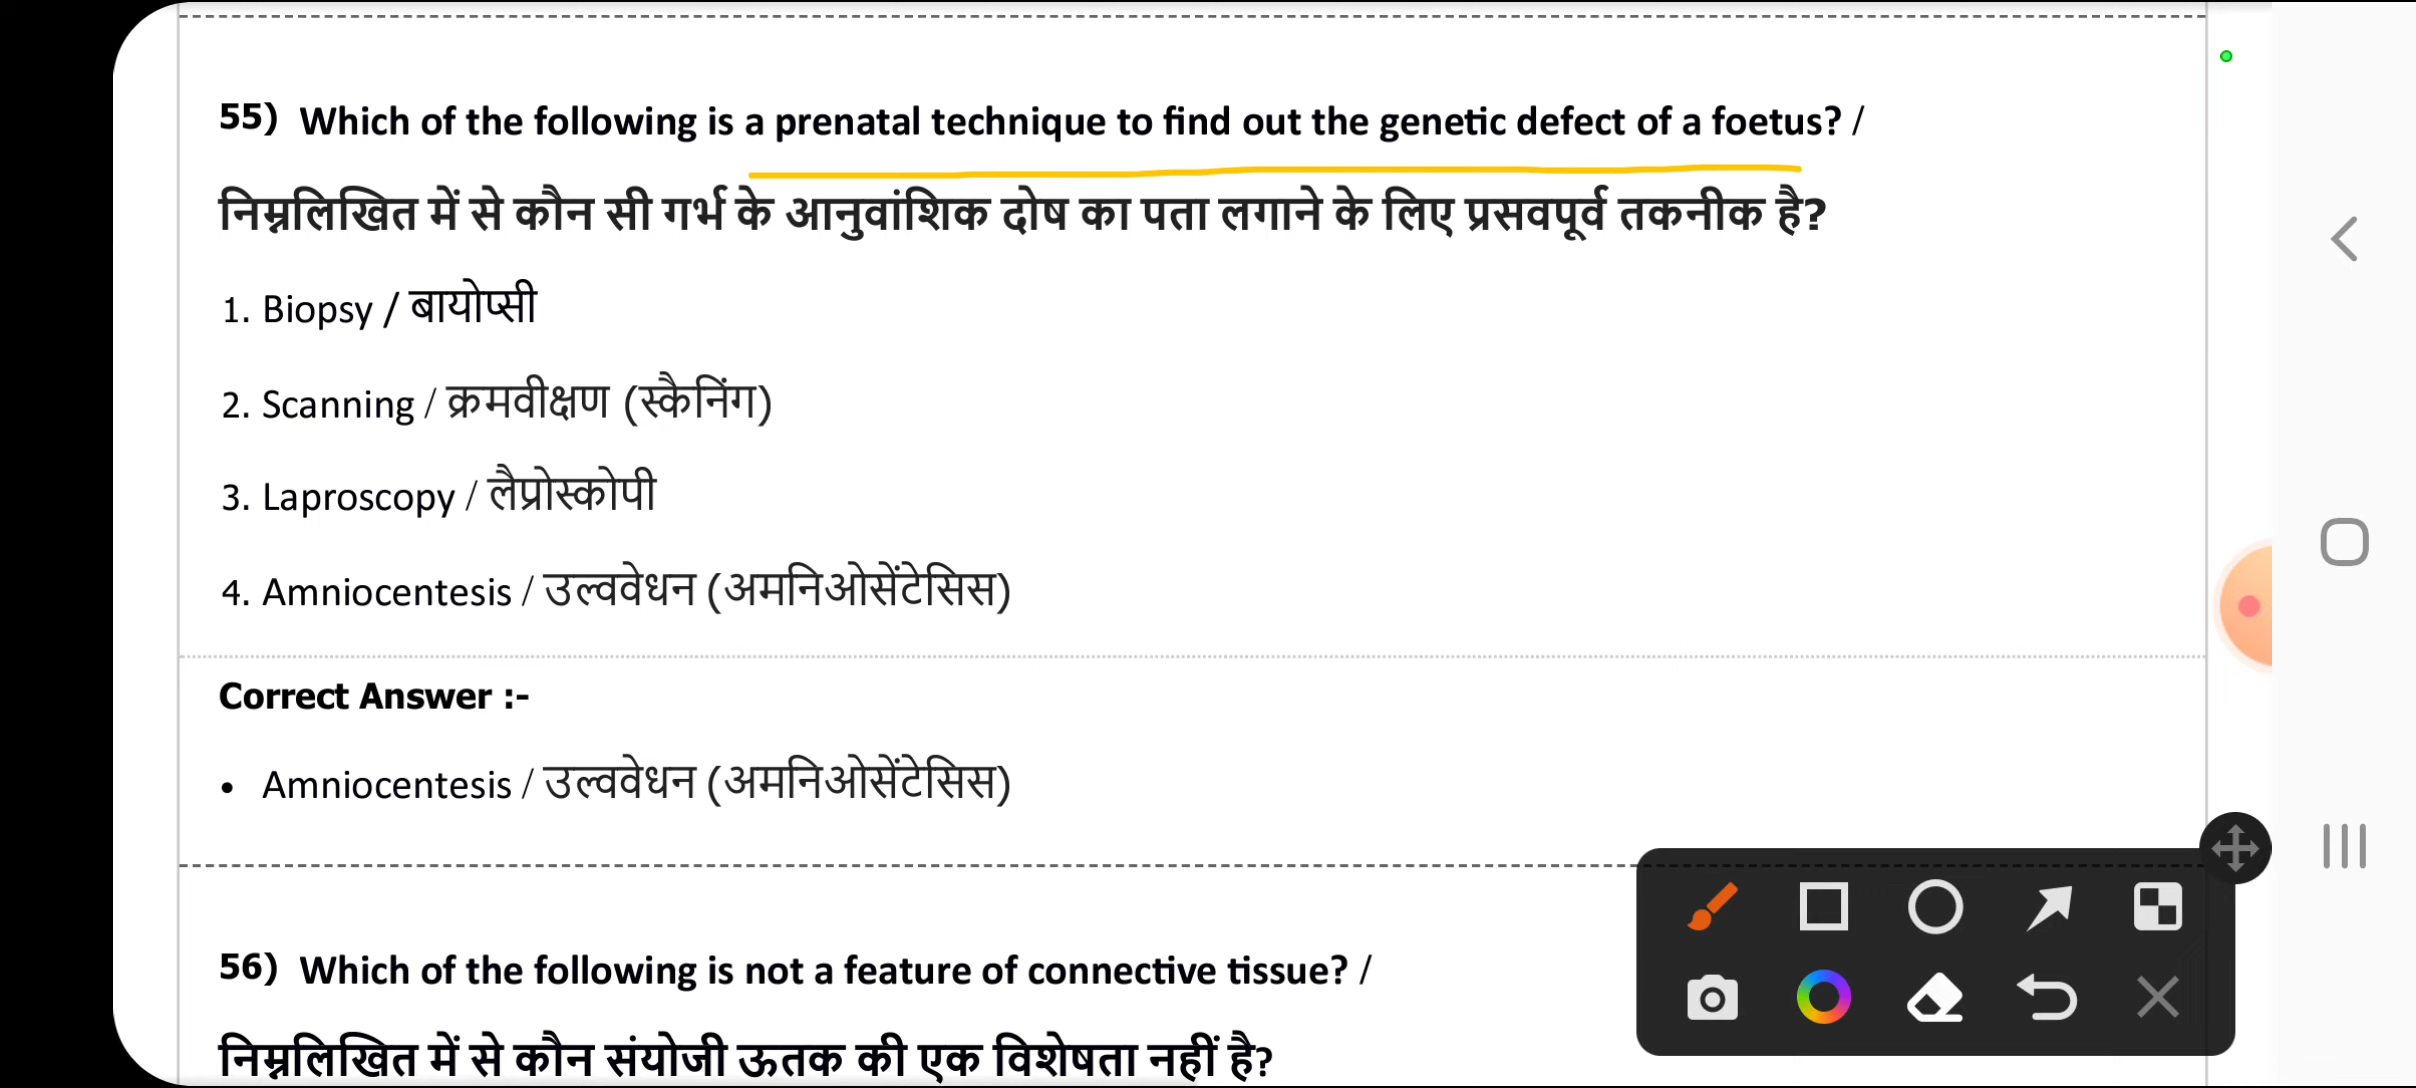 55) Which of the following is a prenatal technique to find out the genetic defect of a foetus? /
निम्नलिखित में से कौन सी गर्भ के आनुवांशिक दोष का पता लगाने के लिए प्रसवपूर्व तकनीक है?
1. Biopsy / बायोप्सी
2. Scanning / क्रमवीक्षण (स्कैनिंग)
3. Laproscopy / लैप्रोस्कोपी
4. Amniocentesis / उल्ववेधन (अमनिओसेंटेसिस)
Correct Answer :-
• Amniocentesis / उल्ववेधन (अमनिओसेंटेसिस)
56) Which of the following is not a feature of connective tissue? /
निम्नलिखित में से कौन संयोजी ऊतक की एक विशेषता नहीं है?